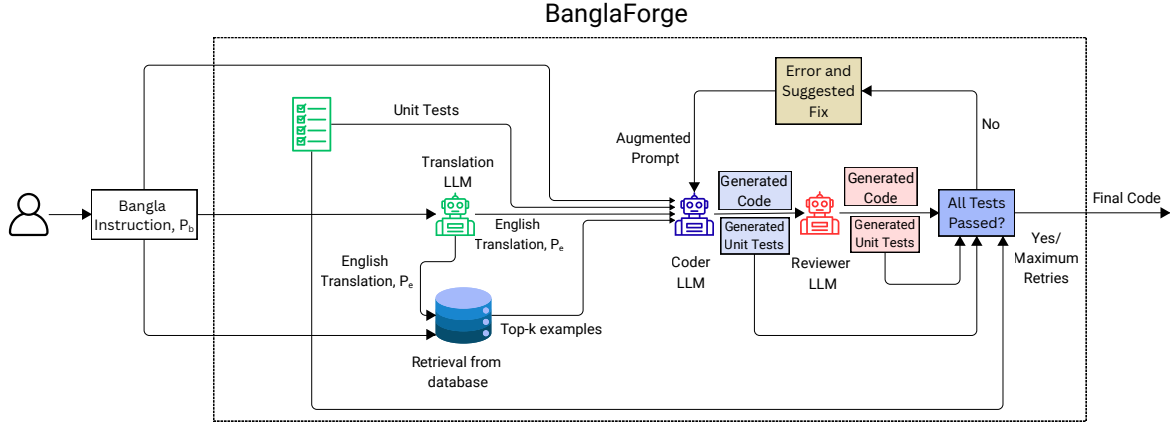 BanglaForge
Error and
Suggested
Fix
Unit Tests
No
Augmented
Prompt
Translation
LLM
Generated
Code
Generated
Code
Bangla
Instruction, Pb
All Tests
Passed?
Final Code
English
Translation, Pe
Generated
Unit Tests
Generated
Unit Tests
Yes/
Maximum
Retries
English
Translation, Pe
Coder
LLM
Reviewer
LLM
Top-k examples
Retrieval from
database